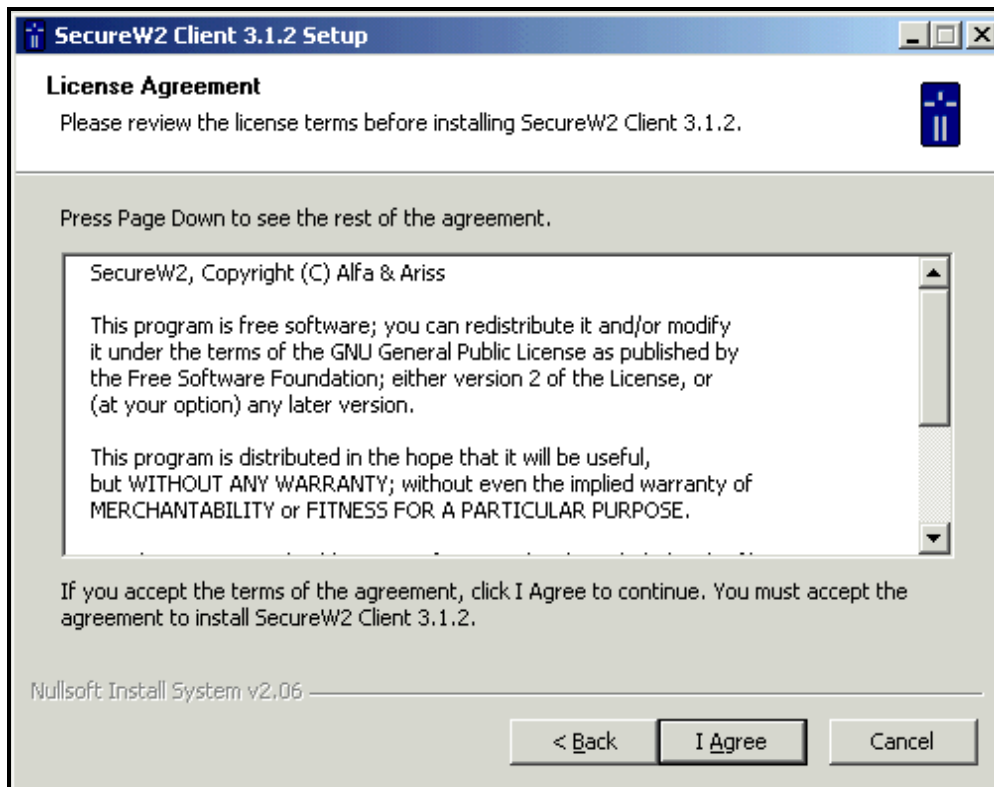 SecureW2 Client 3.1.2 Setup
License Agreement
Please review the license terms before installing SecureW2 Client 3.1.2.
Press Page Down to see the rest of the agreement.
SecureW2, Copyright (C) Alfa & Ariss
This program is free software; you can redistribute it and/or modify
it under the terms of the GNU General Public License as published by
the Free Software Foundation; either version 2 of the License, or
(at your option) any later version.
This program is distributed in the hope that it will be useful,
but WITHOUT ANY WARRANTY; without even the implied warranty of
MERCHANTABILITY or FITNESS FOR A PARTICULAR PURPOSE.
If you accept the terms of the agreement, click I Agree to continue. You must accept the
agreement to install SecureW2 Client 3.1.2.
Nullsoft Install System v2.06
< Back
I Agree
Cancel